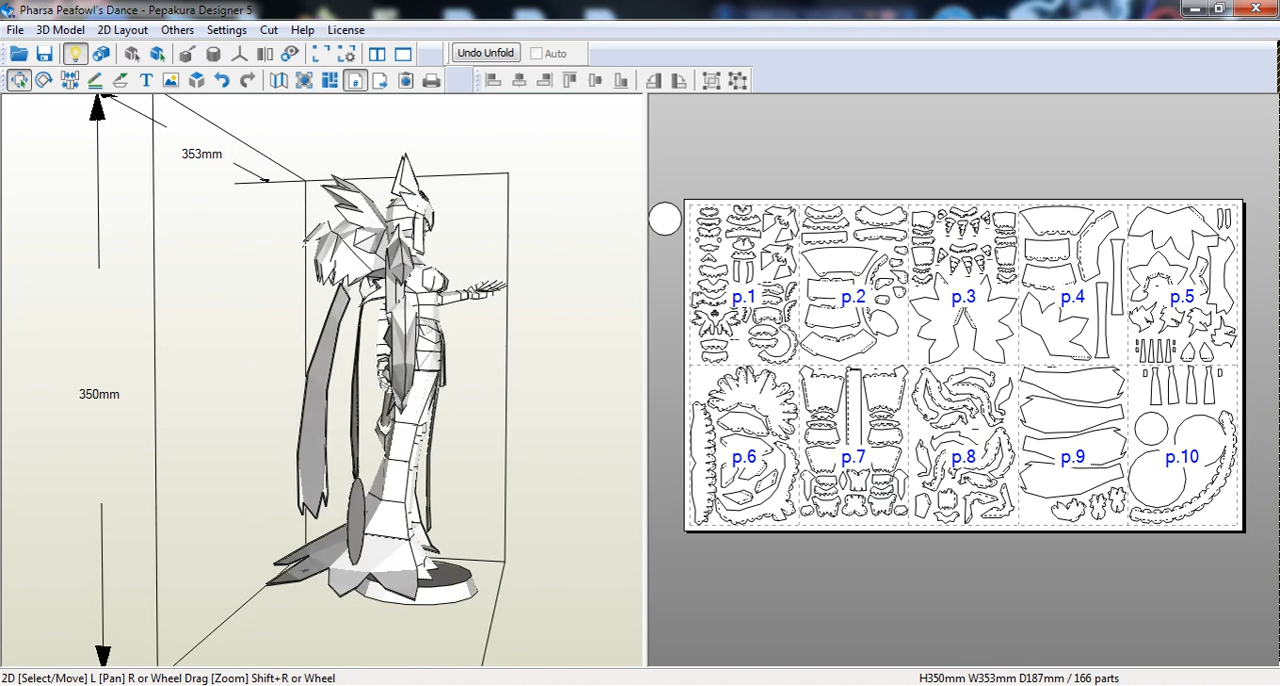 Pharsa Peafowl's Dance - Pepakura Designer 5
File 3D Model 2D Layout Others Settings Cut Help License
Undo Unfold Auto
353mm
350mm
p.1 p.2 p.3 p.4 p.5
p.6 p.7 p.8 p.9 p.10
2D [Select/Move] L [Pan] R or Wheel Drag [Zoom] Shift+R or Wheel
H350mm W353mm D187mm / 166 parts